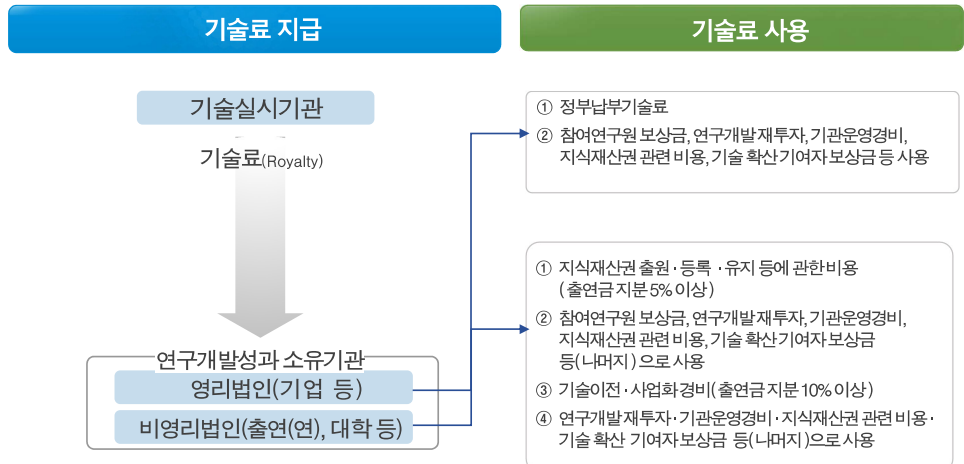 기술료 지급
기술료 사용
기술실시기관
기술료(Royalty)
연구개발성과 소유기관
영리법인(기업 등)
비영리법인(출연(연), 대학 등)
① 정부납부기술료
② 참여연구원 보상금, 연구개발 재투자, 기관운영경비,
지식재산권 관련 비용, 기술 확산 기여자 보상금 등 사용
① 지식재산권 출원·등록·유지 등에 관한 비용
(출연금 지분 5% 이상)
② 참여연구원 보상금, 연구개발 재투자, 기관운영경비,
지식재산권 관련 비용, 기술 확산 기여자 보상금
등(나머지)으로 사용
③ 기술이전·사업화 경비(출연금 지분 10% 이상)
④ 연구개발 재투자·기관운영경비·지식재산권 관련 비용·
기술 확산 기여자 보상금 등(나머지)으로 사용